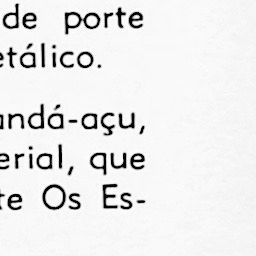 de porte
etálico.
andá-açu,
erial, que
te Os Es-